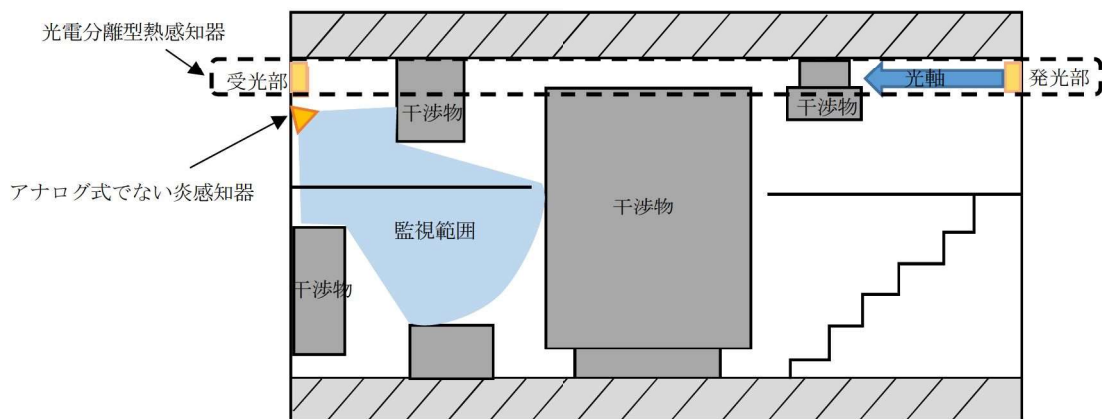 光電分離型熱感知器
受光部
干渉物
干渉物
光軸
発光部
アナログ式でない炎感知器
監視範囲
干渉物
干渉物